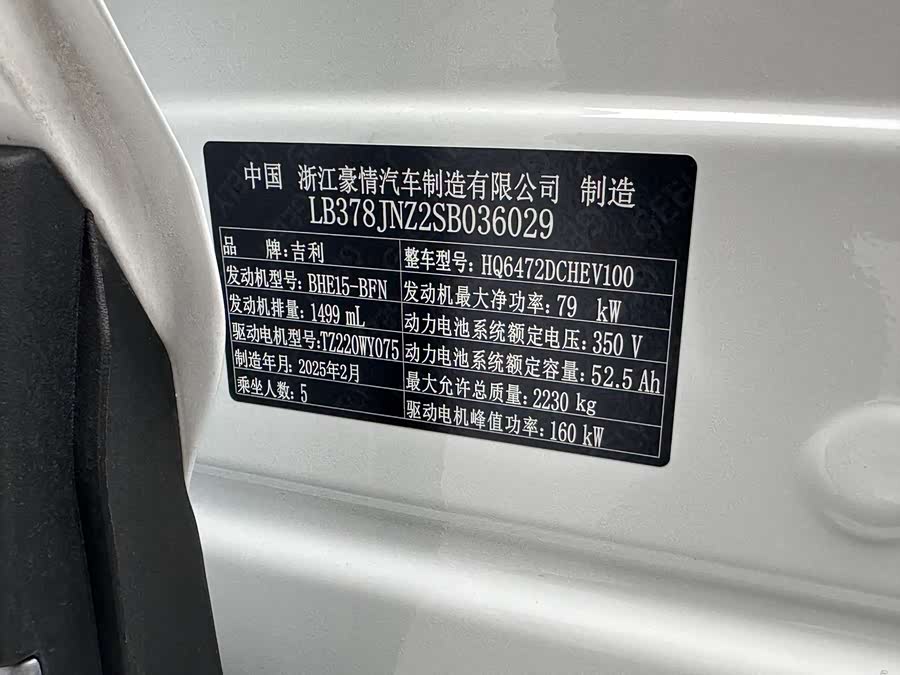 中国 浙江豪情汽车制造有限公司 制造
LB378JNZ2SB036029
品 牌:吉利
整车型号: HQ6472DCHEV100
发动机型号: BHE15-BFN
发动机最大净功率: 79 kW
发动机排量: 1499 mL
动力电池系统额定电压: 350 V
驱动电机型号:TZ220WY075
动力电池系统额定容量: 52.5 Ah
制造年月: 2025年2月
最大允许总质量: 2230 kg
乘坐人数: 5
驱动电机峰值功率: 160 kW